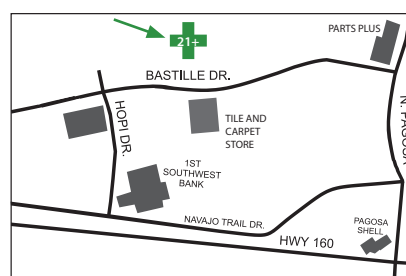 21+
PARTS PLUS
BASTILLE DR.
HOPI DR.
TILE AND
CARPET
STORE
N. PAGOSA
1ST
SOUTHWEST
BANK
NAVAJO TRAIL DR.
PAGOSA
SHELL
HWY 160